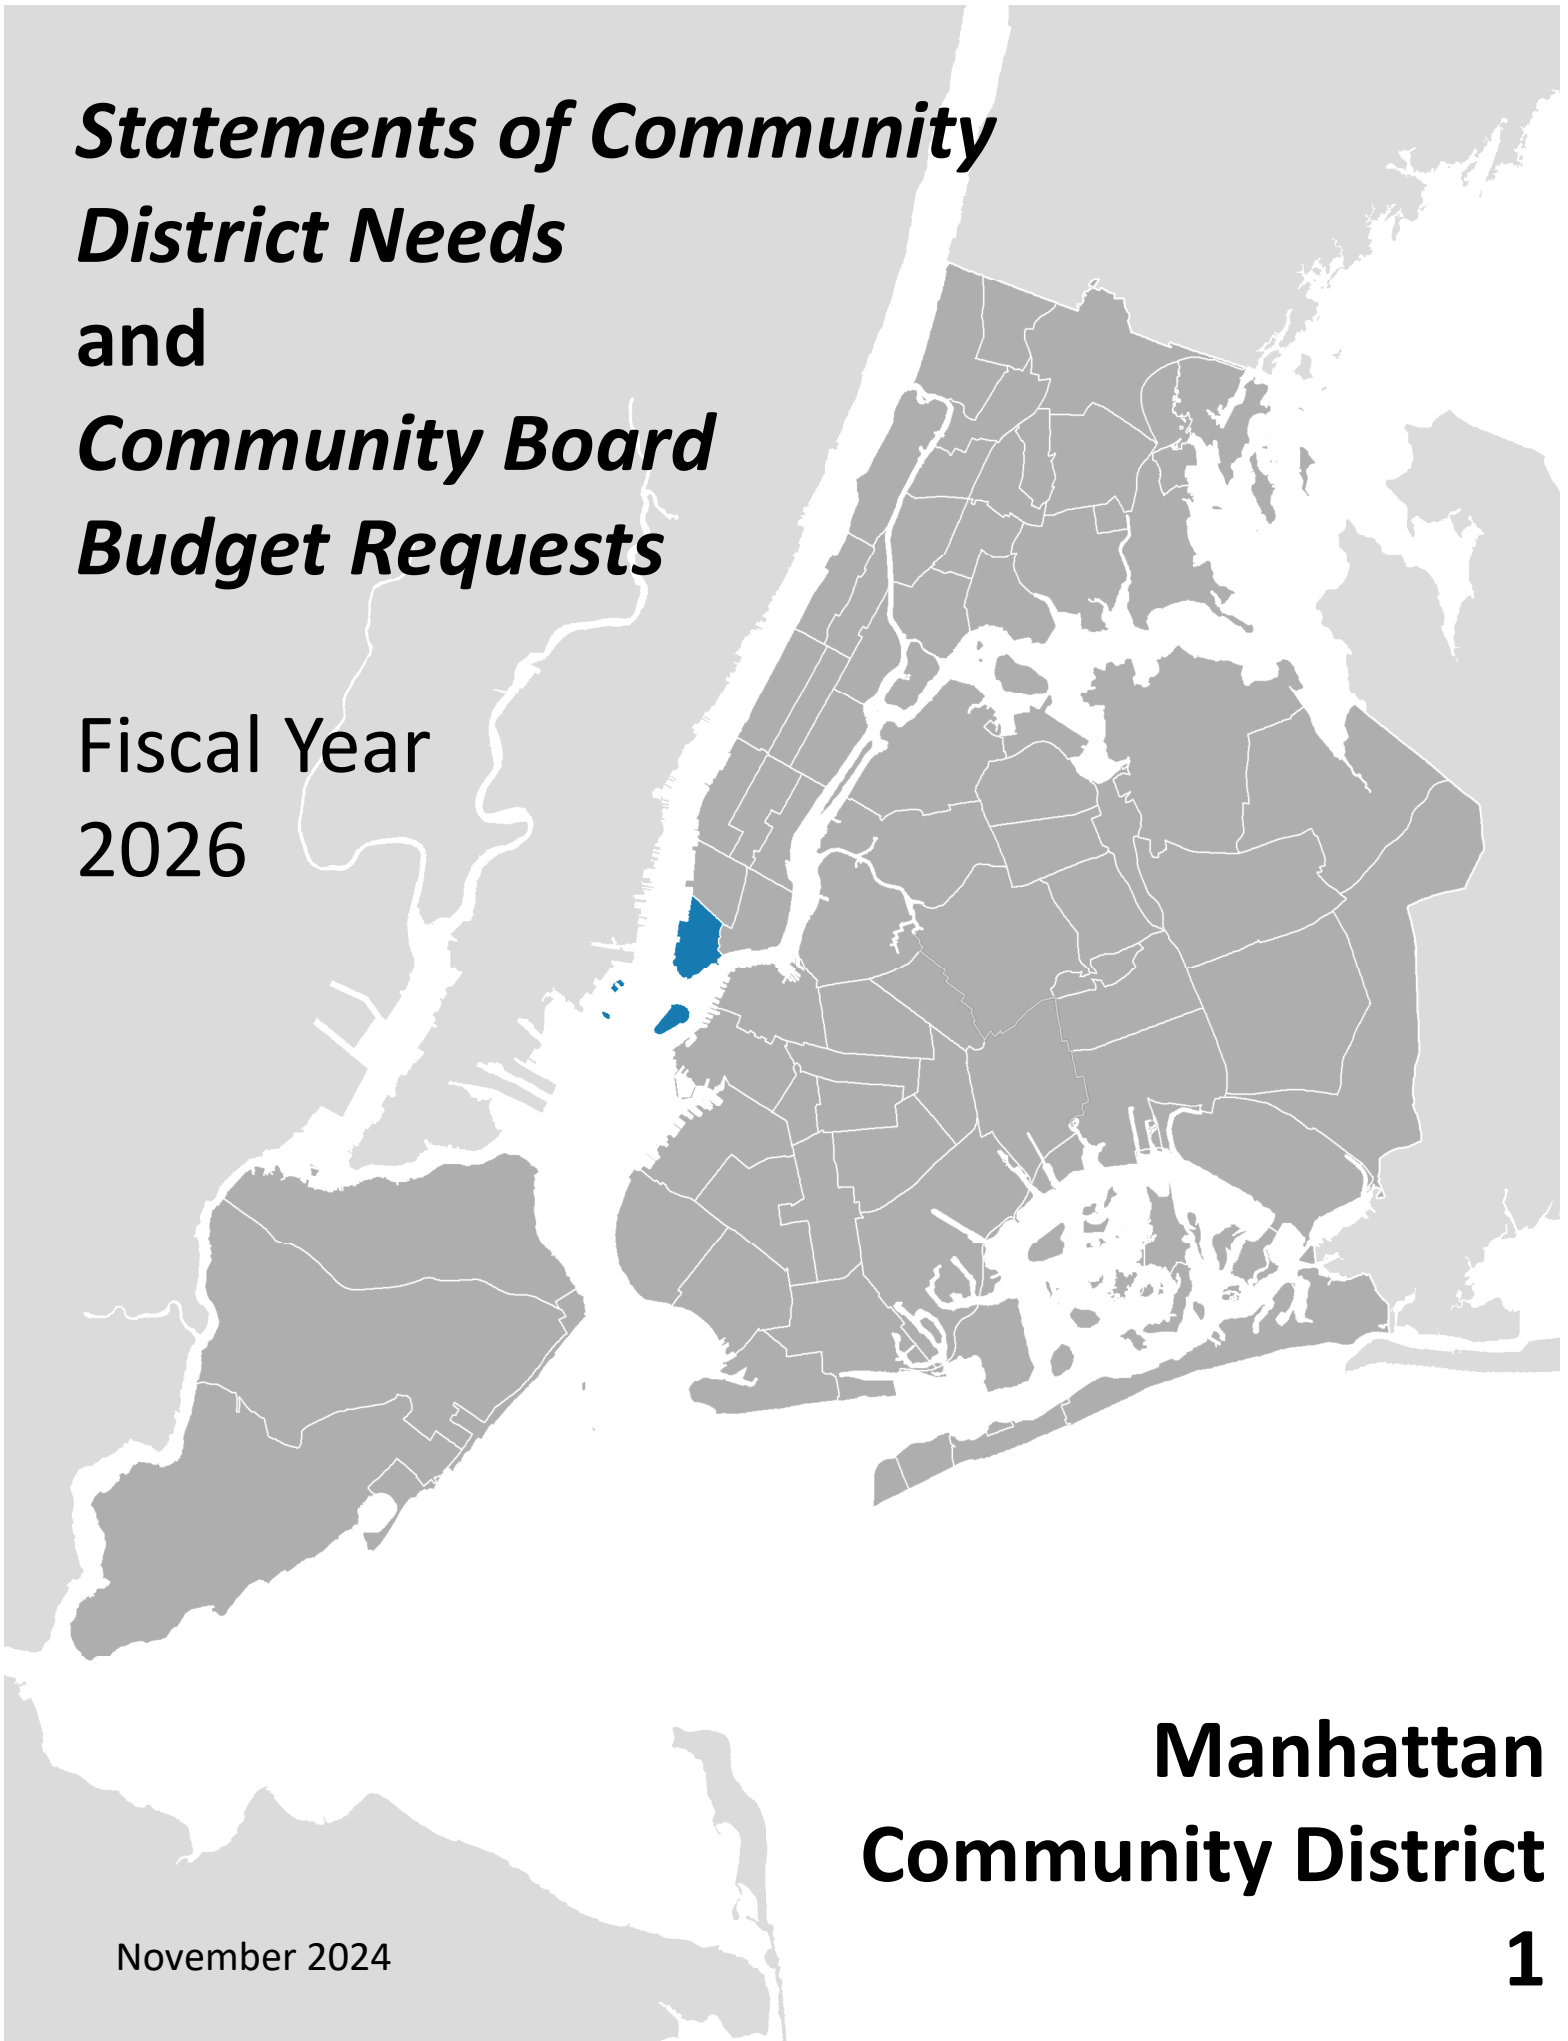 Statements of Community
District Needs
and
Community Board
Budget Requests
Fiscal Year
2026
Manhattan
Community District
1
November 2024